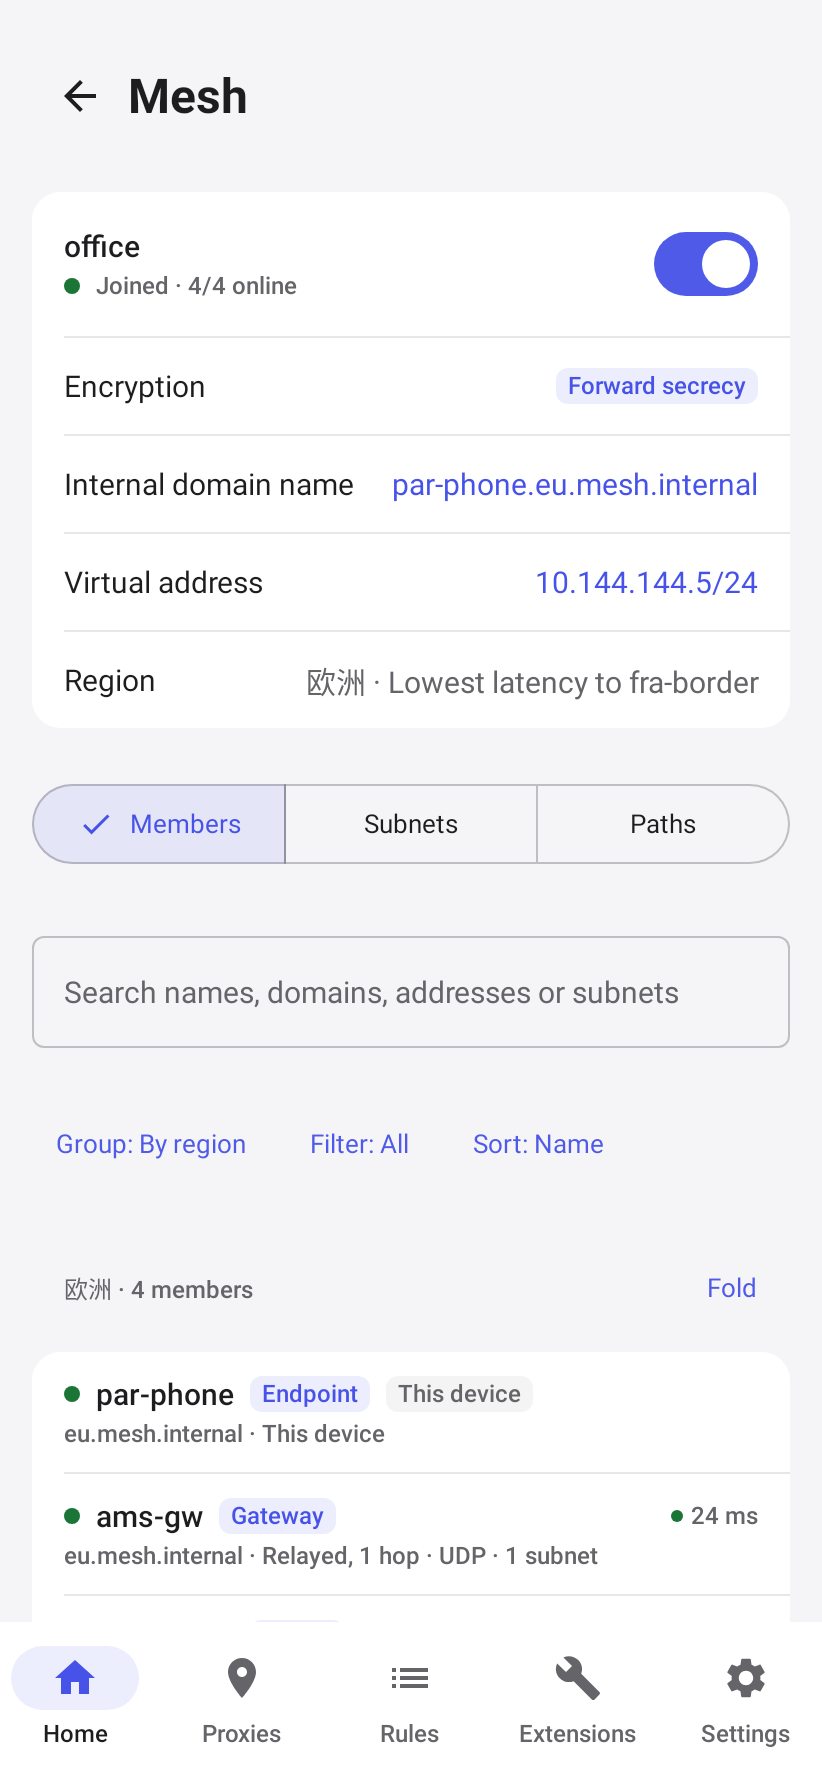 Mesh
office
Joined · 4/4 online
Encryption
Forward secrecy
Internal domain name
par-phone.eu.mesh.internal
Virtual address
10.144.144.5/24
Region
欧洲 · Lowest latency to fra-border
Members
Subnets
Paths
Search names, domains, addresses or subnets
Group: By region
Filter: All
Sort: Name
欧洲 · 4 members
Fold
par-phone
Endpoint
This device
eu.mesh.internal · This device
ams-gw
Gateway
24 ms
eu.mesh.internal · Relayed, 1 hop · UDP · 1 subnet
Home
Proxies
Rules
Extensions
Settings